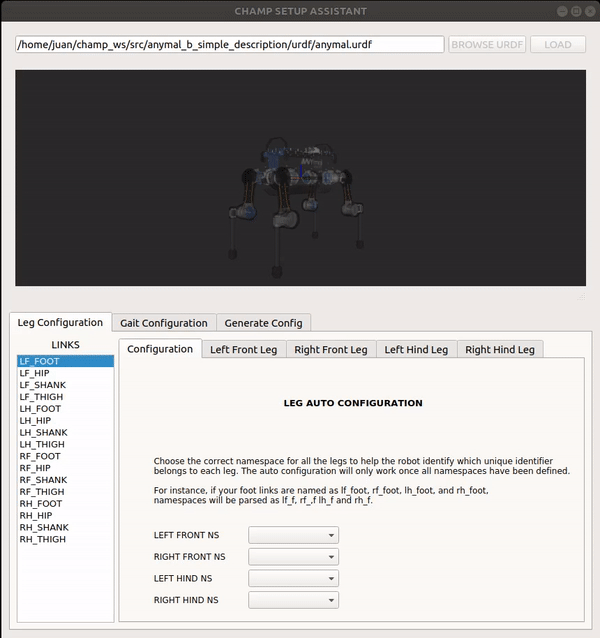 CHAMP SETUP ASSISTANT
/home/juan/champ_ws/src/anymal_b_simple_description/urdf/anymal.urdf
BROWSE URDF
LOAD
Leg Configuration
Gait Configuration
Generate Config
LINKS
LF_FOOT
LF_HIP
LF_SHANK
LF_THIGH
LH_FOOT
LH_HIP
LH_SHANK
LH_THIGH
RF_FOOT
RF_HIP
RF_SHANK
RF_THIGH
RH_FOOT
RH_HIP
RH_SHANK
RH_THIGH
Configuration
Left Front Leg
Right Front Leg
Left Hind Leg
Right Hind Leg
LEG AUTO CONFIGURATION
Choose the correct namespace for all the legs to help the robot identify which unique identifier
belongs to each leg. The auto configuration will only work once all namespaces have been defined.
For instance, if your foot links are named as lf_foot, rf_foot, lh_foot, and rh_foot,
namespaces will be parsed as lf_f, rf_,f lh_f and rh_f.
LEFT FRONT NS
RIGHT FRONT NS
LEFT HIND NS
RIGHT HIND NS